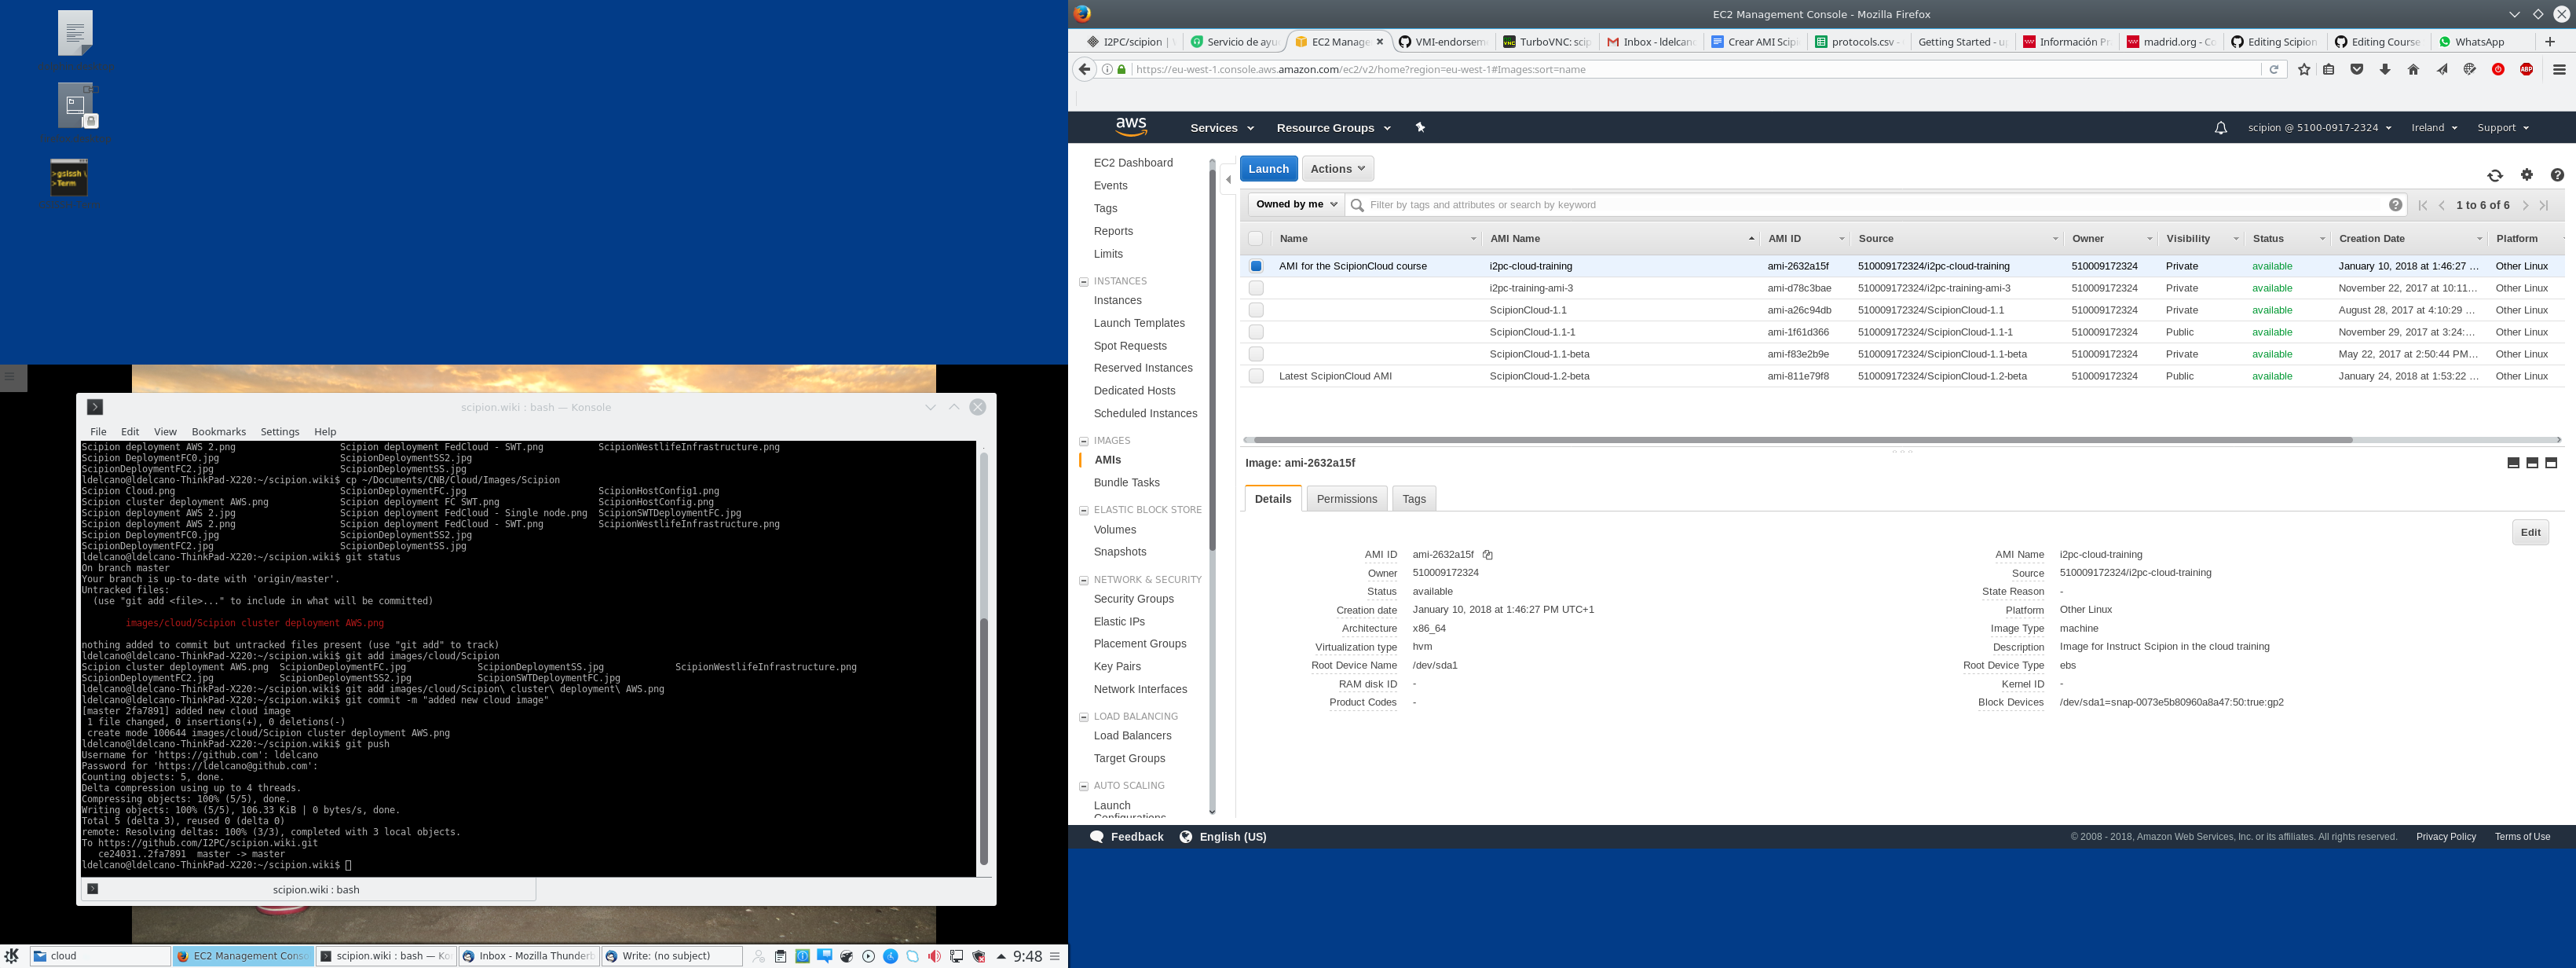 EC2 Management Console - Mozilla Firefox
I2PC/scipion |
Servicio de ayu
EC2 Manage
VMI-endorseme
TurboVNC: scip
Inbox - ldelcano
Crear AMI Scipi
protocols.csv -
Getting Started - up
Información Pr
madrid.org - Co
Editing Scipion
Editing Course
WhatsApp
https://eu-west-1.console.aws.amazon.com/ec2/v2/home?region=eu-west-1#Images:sort=name
aws Services Resource Groups scipion @ 5100-0917-2324 Ireland Support
EC2 Dashboard
Events
Tags
Reports
Limits
INSTANCES
Instances
Launch Templates
Spot Requests
Reserved Instances
Dedicated Hosts
Scheduled Instances
IMAGES
AMIs
Bundle Tasks
ELASTIC BLOCK STORE
Volumes
Snapshots
NETWORK & SECURITY
Security Groups
Elastic IPs
Placement Groups
Key Pairs
Network Interfaces
LOAD BALANCING
Load Balancers
Target Groups
AUTO SCALING
Launch
Configurations
Launch Actions
Owned by me Filter by tags and attributes or search by keyword 1 to 6 of 6
Name AMI Name AMI ID Source Owner Visibility Status Creation Date Platform
AMI for the ScipionCloud course i2pc-cloud-training ami-2632a15f 510009172324/i2pc-cloud-training 510009172324 Private available January 10, 2018 at 1:46:27 ... Other Linux
i2pc-training-ami-3 ami-d78c3bae 510009172324/i2pc-training-ami-3 510009172324 Private available November 22, 2017 at 10:11... Other Linux
ScipionCloud-1.1 ami-a26c94db 510009172324/ScipionCloud-1.1 510009172324 Private available August 28, 2017 at 4:10:29 ... Other Linux
ScipionCloud-1.1-1 ami-1f61d366 510009172324/ScipionCloud-1.1-1 510009172324 Public available November 29, 2017 at 3:24:... Other Linux
ScipionCloud-1.1-beta ami-f83e2b9e 510009172324/ScipionCloud-1.1-beta 510009172324 Private available May 22, 2017 at 2:50:44 PM... Other Linux
Latest ScipionCloud AMI ScipionCloud-1.2-beta ami-811e79f8 510009172324/ScipionCloud-1.2-beta 510009172324 Public available January 24, 2018 at 1:53:22 ... Other Linux
Image: ami-2632a15f
Details Permissions Tags
Edit
AMI ID ami-2632a15f AMI Name i2pc-cloud-training
Owner 510009172324 Source 510009172324/i2pc-cloud-training
Status available State Reason -
Creation date January 10, 2018 at 1:46:27 PM UTC+1 Platform Other Linux
Architecture x86_64 Image Type machine
Virtualization type hvm Description Image for Instruct Scipion in the cloud training
Root Device Name /dev/sda1 Root Device Type ebs
RAM disk ID - Kernel ID -
Product Codes - Block Devices /dev/sda1=snap-0073e5b80960a8a47:50:true:gp2
Feedback English (US) © 2008 - 2018, Amazon Web Services, Inc. or its affiliates. All rights reserved. Privacy Policy Terms of Use
>gsissh \
>Term
scipion.wiki : bash — Konsole
File Edit View Bookmarks Settings Help
Scipion deployment AWS 2.png Scipion deployment FedCloud - SWT.png ScipionWestlifeInfrastructure.png
Scipion DeploymentFC0.jpg ScipionDeploymentSS2.jpg
ScipionDeploymentFC2.jpg ScipionDeploymentSS.jpg
ldelcano@ldelcano-ThinkPad-X220:~/scipion.wiki$ cp ~/Documents/CNB/Cloud/Images/Scipion
Scipion Cloud.png ScipionDeploymentFC.jpg ScipionHostConfig1.png
Scipion cluster deployment AWS.png Scipion deployment FC SWT.png ScipionHostConfig.png
Scipion deployment AWS 2.jpg Scipion deployment FedCloud - Single node.png ScipionSWTDeploymentFC.jpg
Scipion deployment AWS 2.png Scipion deployment FedCloud - SWT.png ScipionWestlifeInfrastructure.png
Scipion DeploymentFC0.jpg ScipionDeploymentSS2.jpg
ScipionDeploymentFC2.jpg ScipionDeploymentSS.jpg
ldelcano@ldelcano-ThinkPad-X220:~/scipion.wiki$ git status
On branch master
Your branch is up-to-date with 'origin/master'.
Untracked files:
(use "git add <file>..." to include in what will be committed)
images/cloud/Scipion cluster deployment AWS.png
nothing added to commit but untracked files present (use "git add" to track)
ldelcano@ldelcano-ThinkPad-X220:~/scipion.wiki$ git add images/cloud/Scipion
Scipion cluster deployment AWS.png ScipionDeploymentFC.jpg ScipionDeploymentSS.jpg ScipionWestlifeInfrastructure.png
ScipionDeploymentFC2.jpg ScipionDeploymentSS2.jpg ScipionSWTDeploymentFC.jpg
ldelcano@ldelcano-ThinkPad-X220:~/scipion.wiki$ git add images/cloud/Scipion\ cluster\ deployment\ AWS.png
ldelcano@ldelcano-ThinkPad-X220:~/scipion.wiki$ git commit -m "added new cloud image"
[master 2fa7891] added new cloud image
1 file changed, 0 insertions(+), 0 deletions(-)
create mode 100644 images/cloud/Scipion cluster deployment AWS.png
ldelcano@ldelcano-ThinkPad-X220:~/scipion.wiki$ git push
Username for 'https://github.com': ldelcano
Password for 'https://ldelcano@github.com':
Counting objects: 5, done.
Delta compression using up to 4 threads.
Compressing objects: 100% (5/5), done.
Writing objects: 100% (5/5), 106.33 KiB | 0 bytes/s, done.
Total 5 (delta 3), reused 0 (delta 0)
remote: Resolving deltas: 100% (3/3), completed with 3 local objects.
To https://github.com/I2PC/scipion.wiki.git
ce24031..2fa7891 master -> master
ldelcano@ldelcano-ThinkPad-X220:~/scipion.wiki$
scipion.wiki : bash
cloud
EC2 Management Conso
scipion.wiki : bash — Ko
Inbox - Mozilla Thunderb
Write: (no subject)
9:48